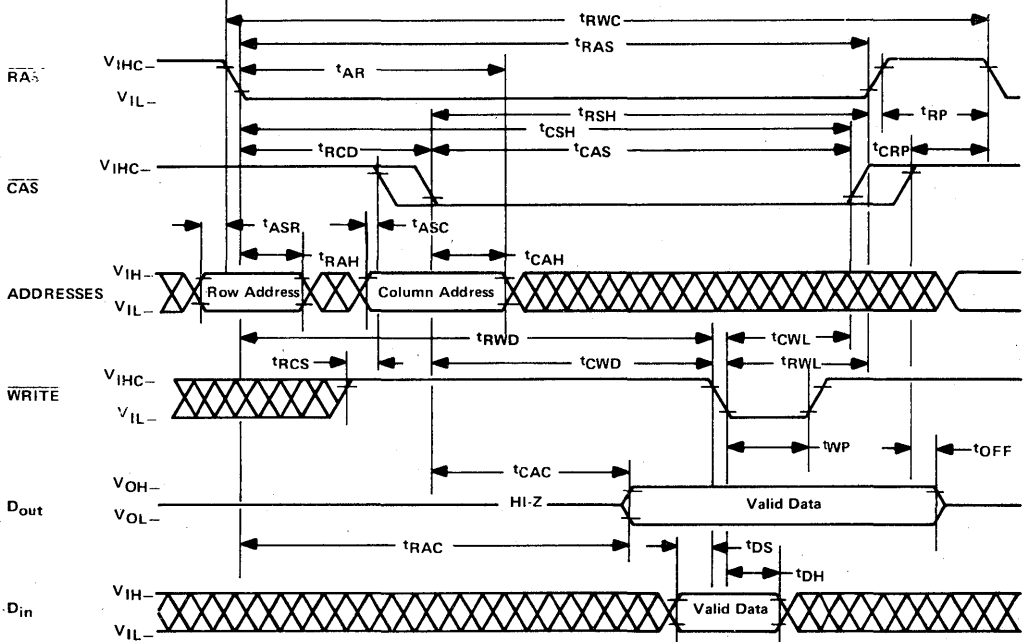 tRWC
tRAS
tAR
RAS
VIHC
VIL
tRSH
tRP
tCSH
tRCD
tCAS
tCRP
CAS
VIHC
tASR
tASC
tRAH
tCAH
ADDRESSES
VIH
VIL
Row Address
Column Address
tRWD
tCWL
tRCS
tCWD
tRWL
WRITE
VIHC
VIL
tWP
tOFF
tCAC
Dout
VOH
VOL
HI-Z
Valid Data
tRAC
tDS
tDH
Din
VIH
VIL
Valid Data